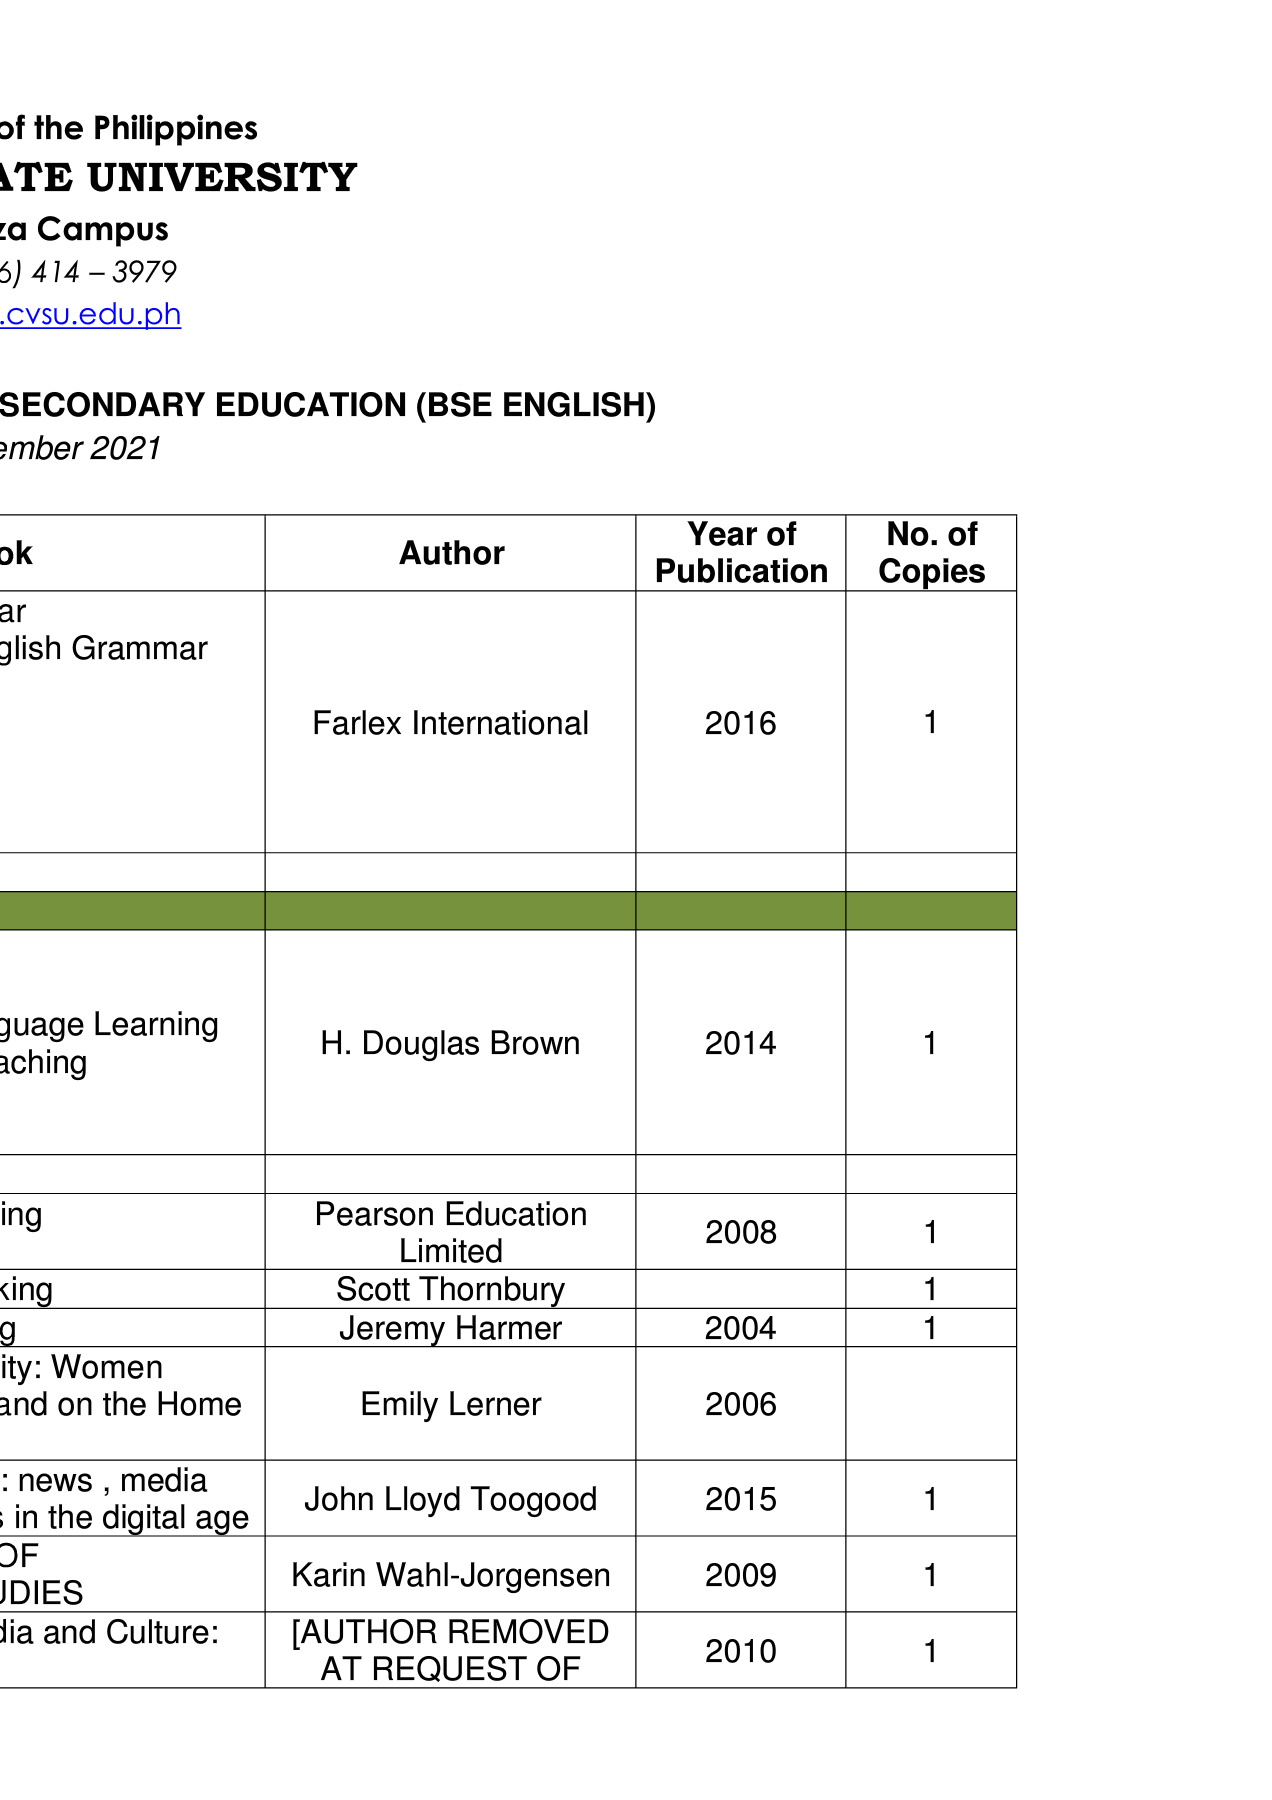 of the Philippines
ATE UNIVERSITY
za Campus
6) 414 – 3979
.cvsu.edu.ph
SECONDARY EDUCATION (BSE ENGLISH)
ember 2021
ok Author Year of Publication No. of Copies
ar
glish Grammar
Farlex International 2016 1
guage Learning
aching
H. Douglas Brown 2014 1
ing Pearson Education Limited 2008 1
king Scott Thornbury 1
g Jeremy Harmer 2004 1
ity: Women
and on the Home
Emily Lerner 2006
: news , media
s in the digital age
John Lloyd Toogood 2015 1
OF
UDIES
Karin Wahl-Jorgensen 2009 1
dia and Culture:
[AUTHOR REMOVED
AT REQUEST OF
2010 1